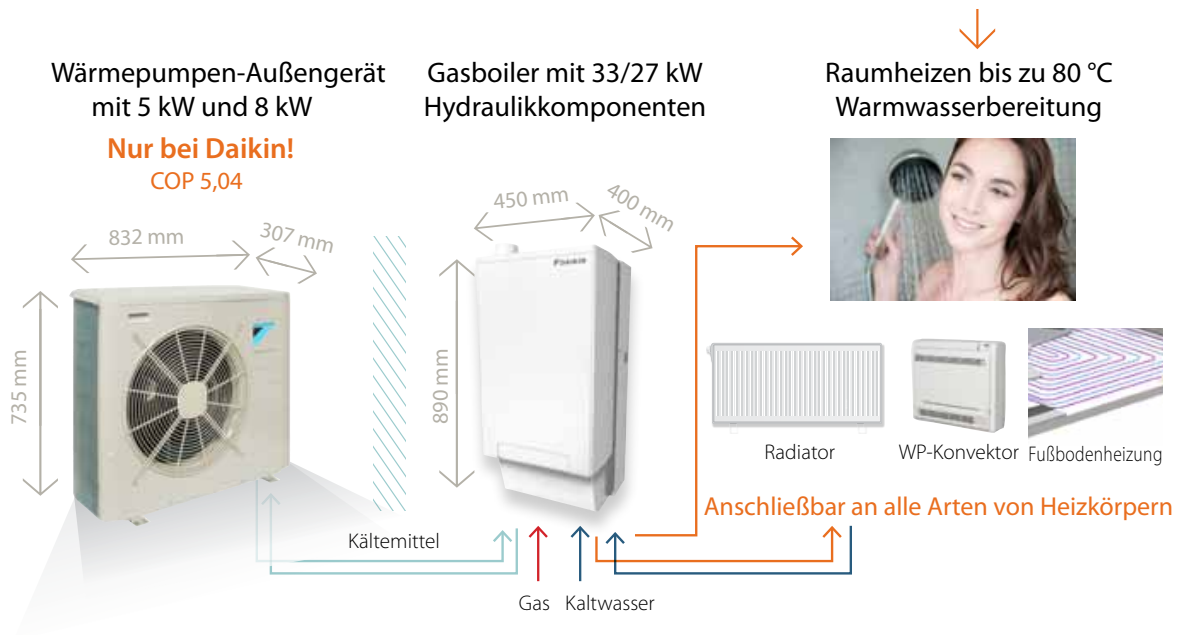 Wärmepumpen-Außengerät
mit 5 kW und 8 kW
Nur bei Daikin!
COP 5,04
832 mm
307 mm
735 mm
Gasboiler mit 33/27 kW
Hydraulikkomponenten
450 mm
400 mm
890 mm
DAIKIN
Raumheizen bis zu 80 °C
Warmwasserbereitung
Radiator
WP-Konvektor
Fußbodenheizung
Anschließbar an alle Arten von Heizkörpern
Kältemittel
Gas
Kaltwasser